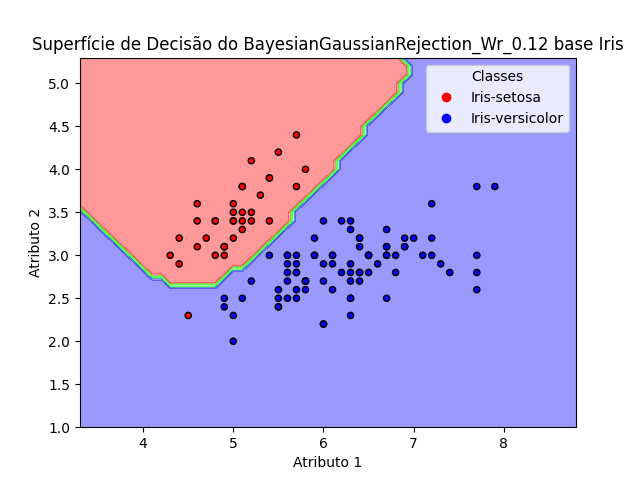 Superfície de Decisão do BayesianGaussianRejection_Wr_0.12 base Iris
Classes
Iris-setosa
Iris-versicolor
5.0
4.5
4.0
3.5
3.0
2.5
2.0
1.5
1.0
Atributo 2
4 5 6 7 8
Atributo 1